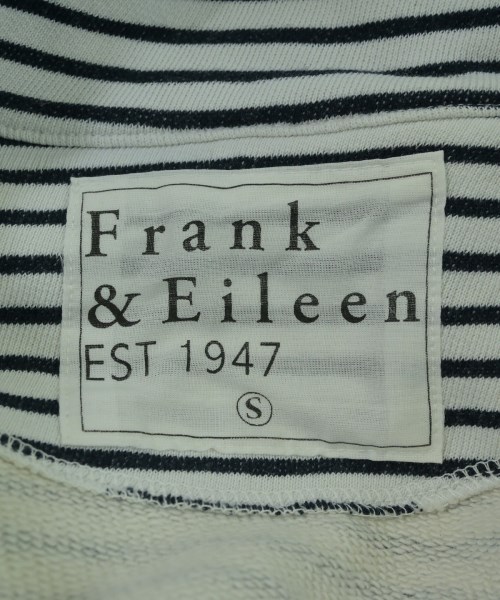 Frank
& Eileen
EST 1947
S